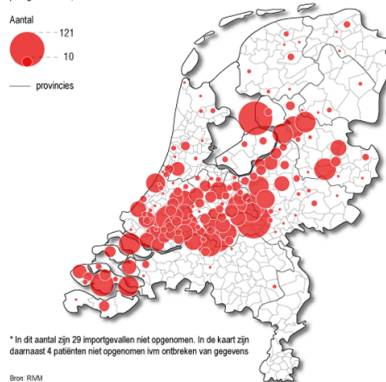 Aantal
121
10
provincies
* In dit aantal zijn 29 importgevallen niet opgenomen. In de kaart zijn
daarnaast 4 patiënten niet opgenomen ivm ontbreken van gegevens
Bron: RIVM